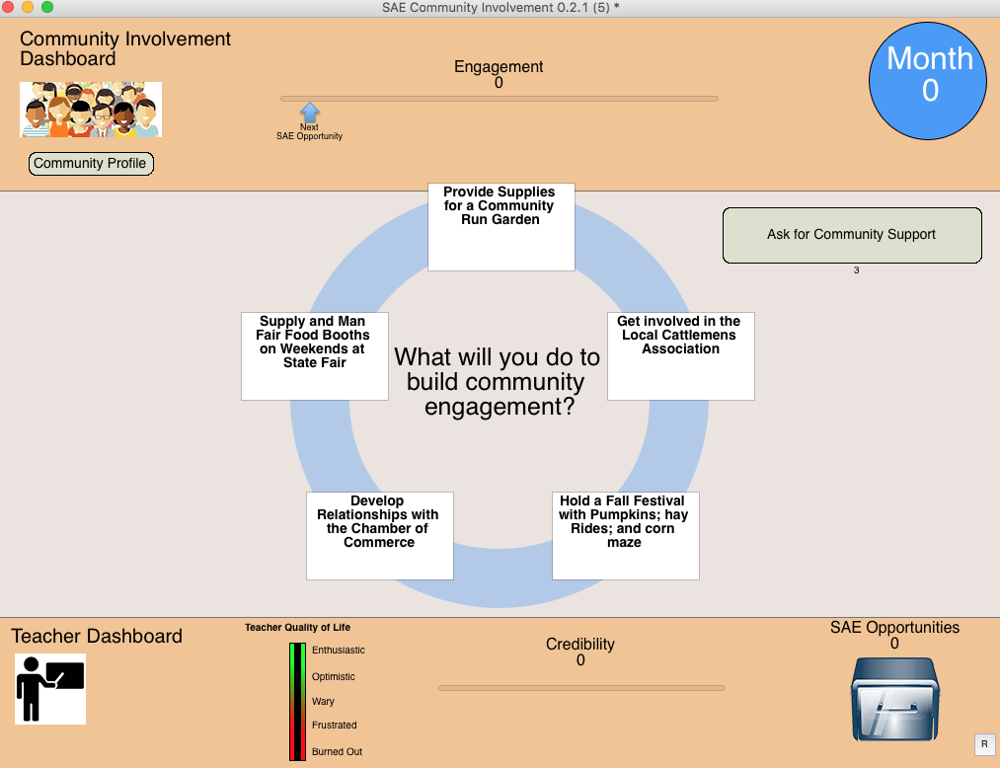 SAE Community Involvement 0.2.1 (5) *
Community Involvement
Dashboard
Engagement
0
Month
0
Next
SAE Opportunity
Community Profile
Provide Supplies
for a Community
Run Garden
Ask for Community Support
3
Supply and Man
Fair Food Booths
on Weekends at
State Fair
Get involved in the
Local Cattlemens
Association
What will you do to
build community
engagement?
Develop
Relationships with
the Chamber of
Commerce
Hold a Fall Festival
with Pumpkins; hay
Rides; and corn
maze
Teacher Dashboard
Teacher Quality of Life
Enthusiastic
Optimistic
Wary
Frustrated
Burned Out
Credibility
0
SAE Opportunities
0
R